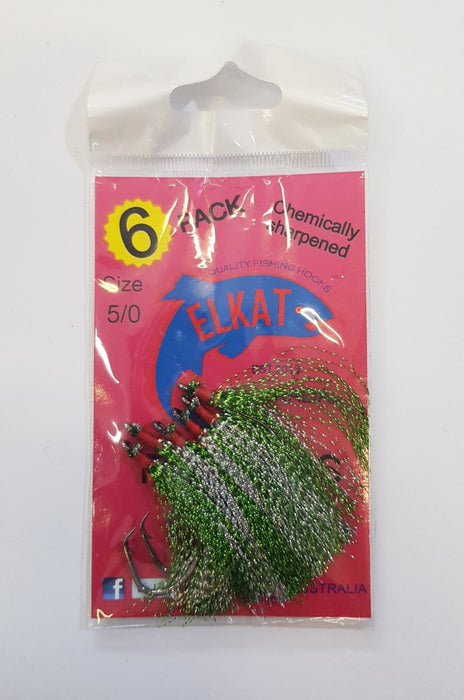 6 PACK
Chemically
sharpened
Size
5/0
QUALITY FISHING HOOKS
ELKAT
f
AUSTRALIA